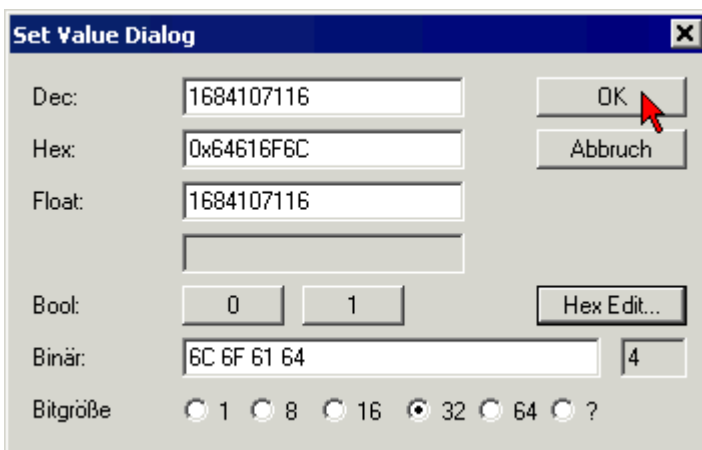 Set Value Dialog
Dec: 1684107116 OK
Hex: 0x64616F6C Abbruch
Float: 1684107116
Bool: 0 1 Hex Edit...
Binär: 6C 6F 61 64 4
Bitgröße 1 8 16 32 64 ?